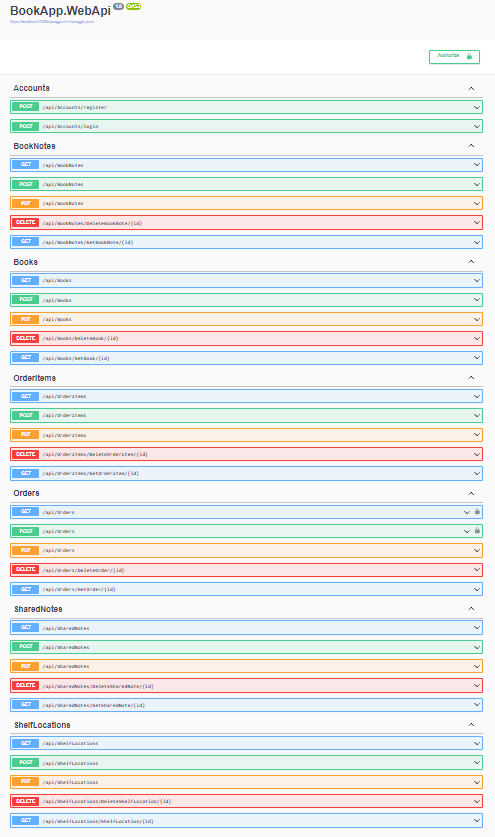 BookApp.WebApi 1.0 OAS3
Authorize
Accounts
POST /api/Accounts/register
POST /api/Accounts/login
BookNotes
GET /api/BookNotes
POST /api/BookNotes
PUT /api/BookNotes
DELETE /api/BookNotes/DeleteBookNote/{id}
GET /api/BookNotes/GetBookNote/{id}
Books
GET /api/Books
POST /api/Books
PUT /api/Books
DELETE /api/Books/DeleteBook/{id}
GET /api/Books/GetBook/{id}
OrderItems
GET /api/OrderItems
POST /api/OrderItems
PUT /api/OrderItems
DELETE /api/OrderItems/DeleteOrderItem/{id}
GET /api/OrderItems/GetOrderItem/{id}
Orders
GET /api/Orders
POST /api/Orders
PUT /api/Orders
DELETE /api/Orders/DeleteOrder/{id}
GET /api/Orders/GetOrder/{id}
SharedNotes
GET /api/SharedNotes
POST /api/SharedNotes
PUT /api/SharedNotes
DELETE /api/SharedNotes/DeleteSharedNote/{id}
GET /api/SharedNotes/GetSharedNote/{id}
ShelfLocations
GET /api/ShelfLocations
POST /api/ShelfLocations
PUT /api/ShelfLocations
DELETE /api/ShelfLocations/DeleteShelfLocation/{id}
GET /api/ShelfLocations/ShelfLocation/{id}